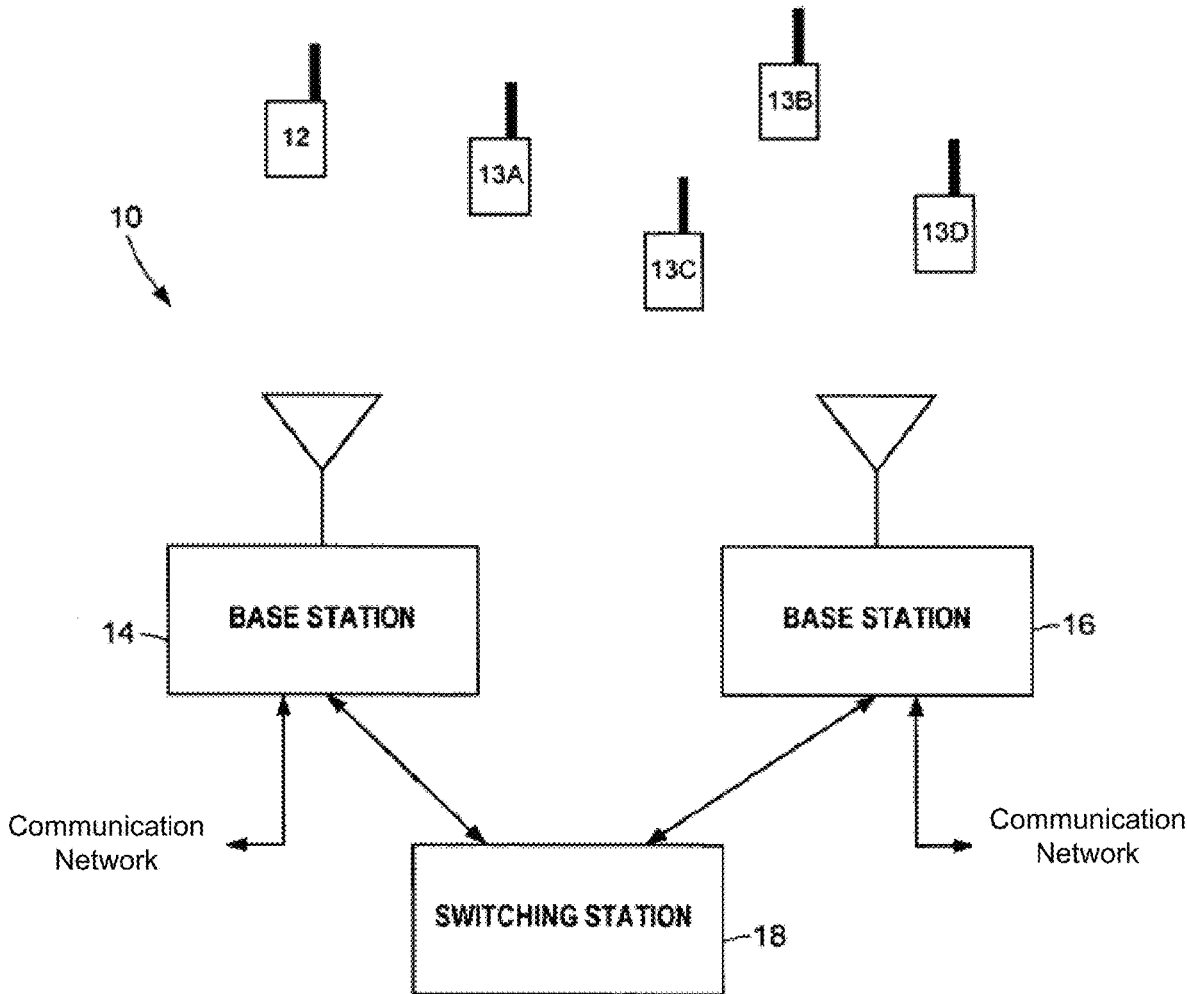 13B
12
13A
10
13D
13C
BASE STATION
BASE STATION
14
16
Communication
Network
Communication
Network
SWITCHING STATION
18